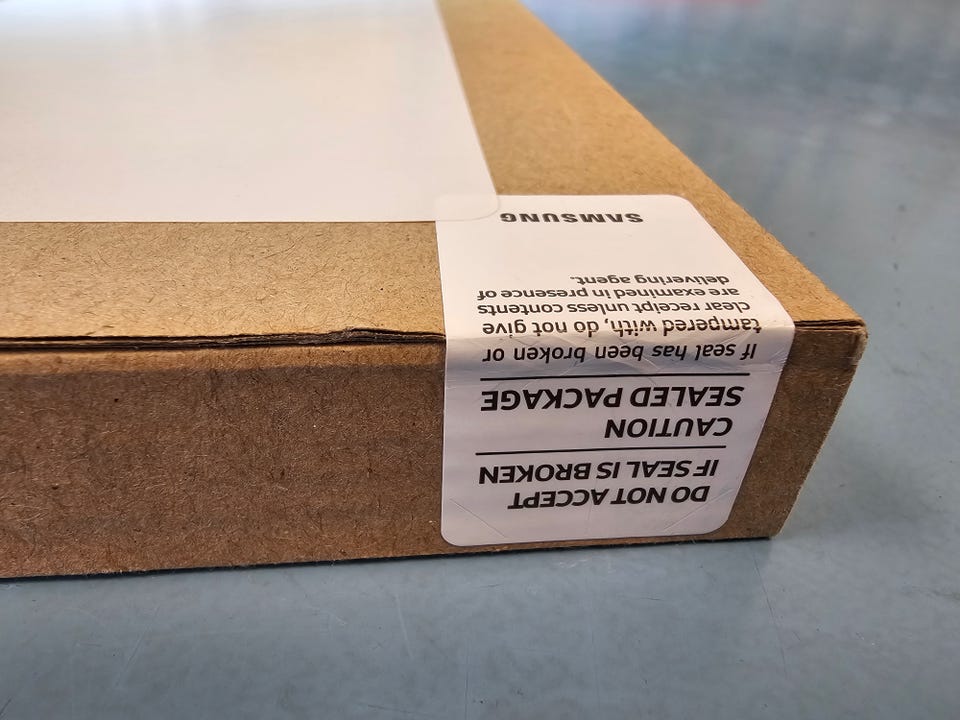 DO NOT ACCEPT
IF SEAL IS BROKEN
CAUTION
SEALED PACKAGE
If seal has been broken or
tampered with, do not give
clear receipt unless contents
are examined in presence of
delivering agent.
SAMSUNG